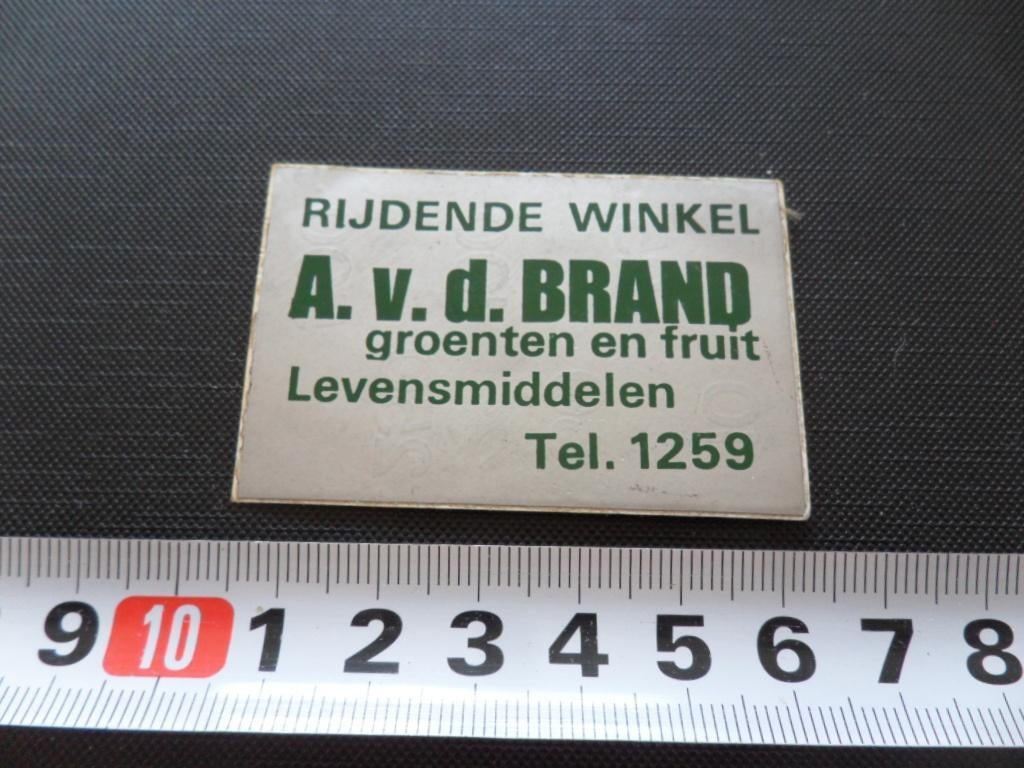 RIJDENDE WINKEL
A. v. d. BRAND
groenten en fruit
Levensmiddelen
Tel. 1259
9 10 1 2 3 4 5 6 7 8